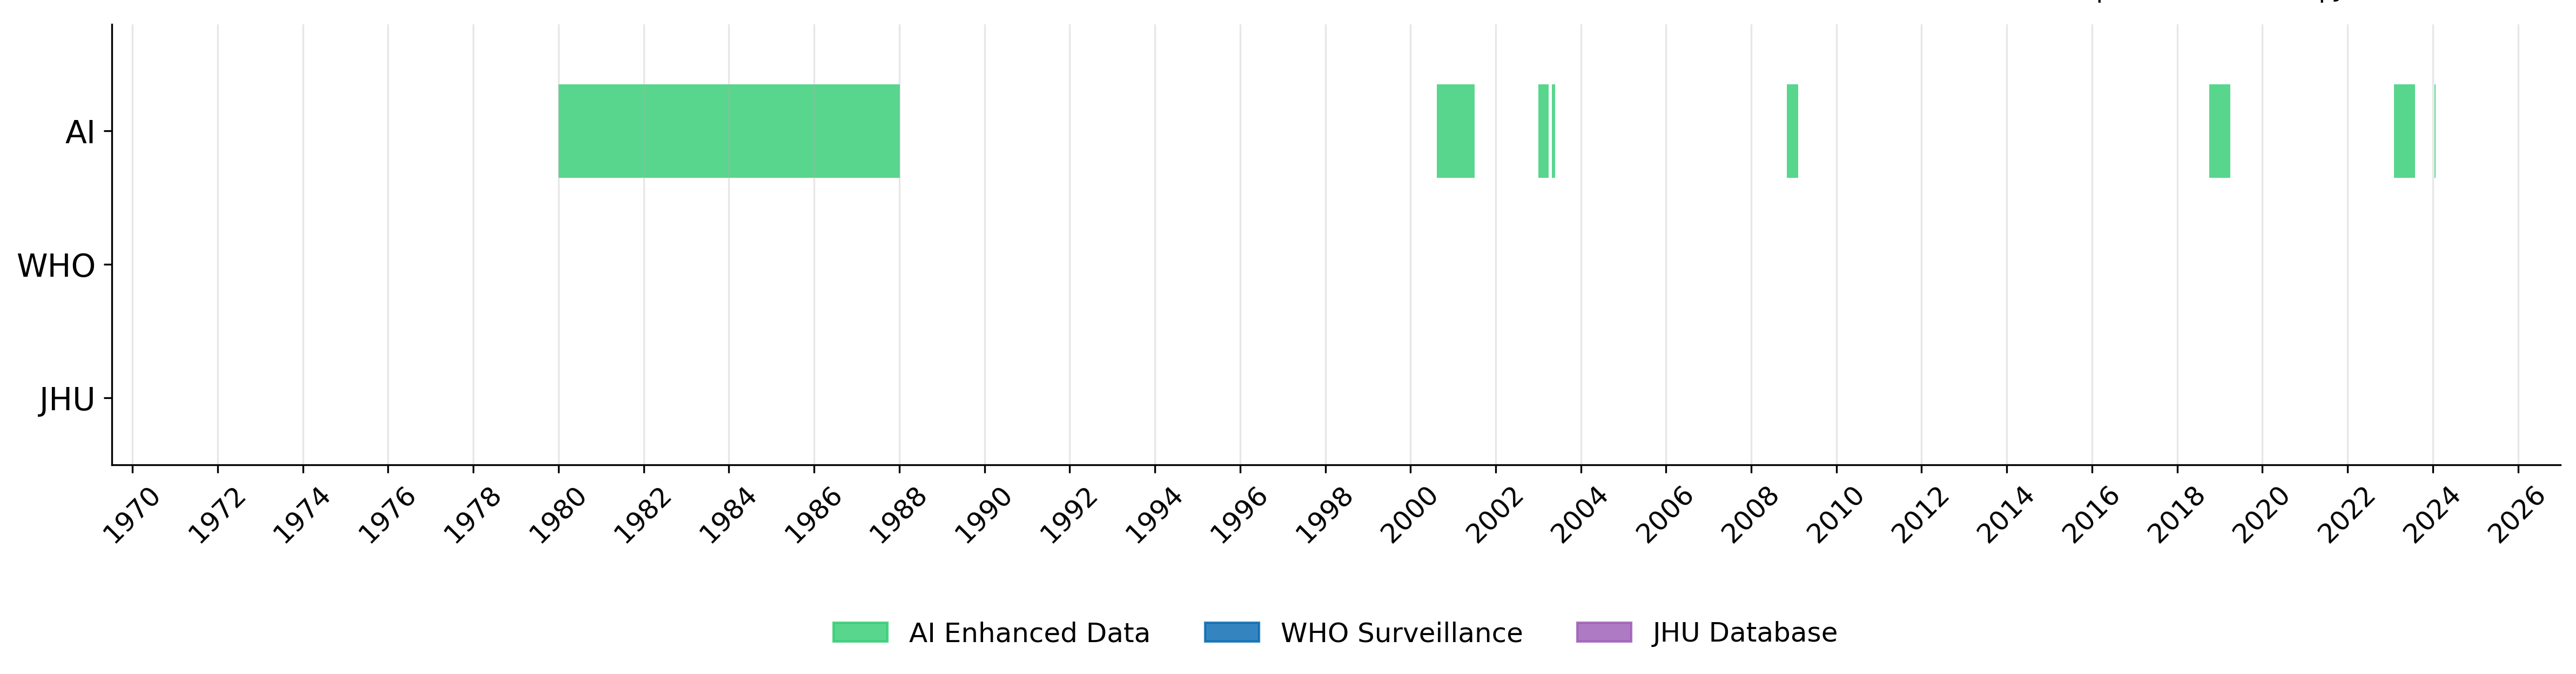 AI
WHO
JHU
1970 1972 1974 1976 1978 1980 1982 1984 1986 1988 1990 1992 1994 1996 1998 2000 2002 2004 2006 2008 2010 2012 2014 2016 2018 2020 2022 2024 2026
AI Enhanced Data WHO Surveillance JHU Database